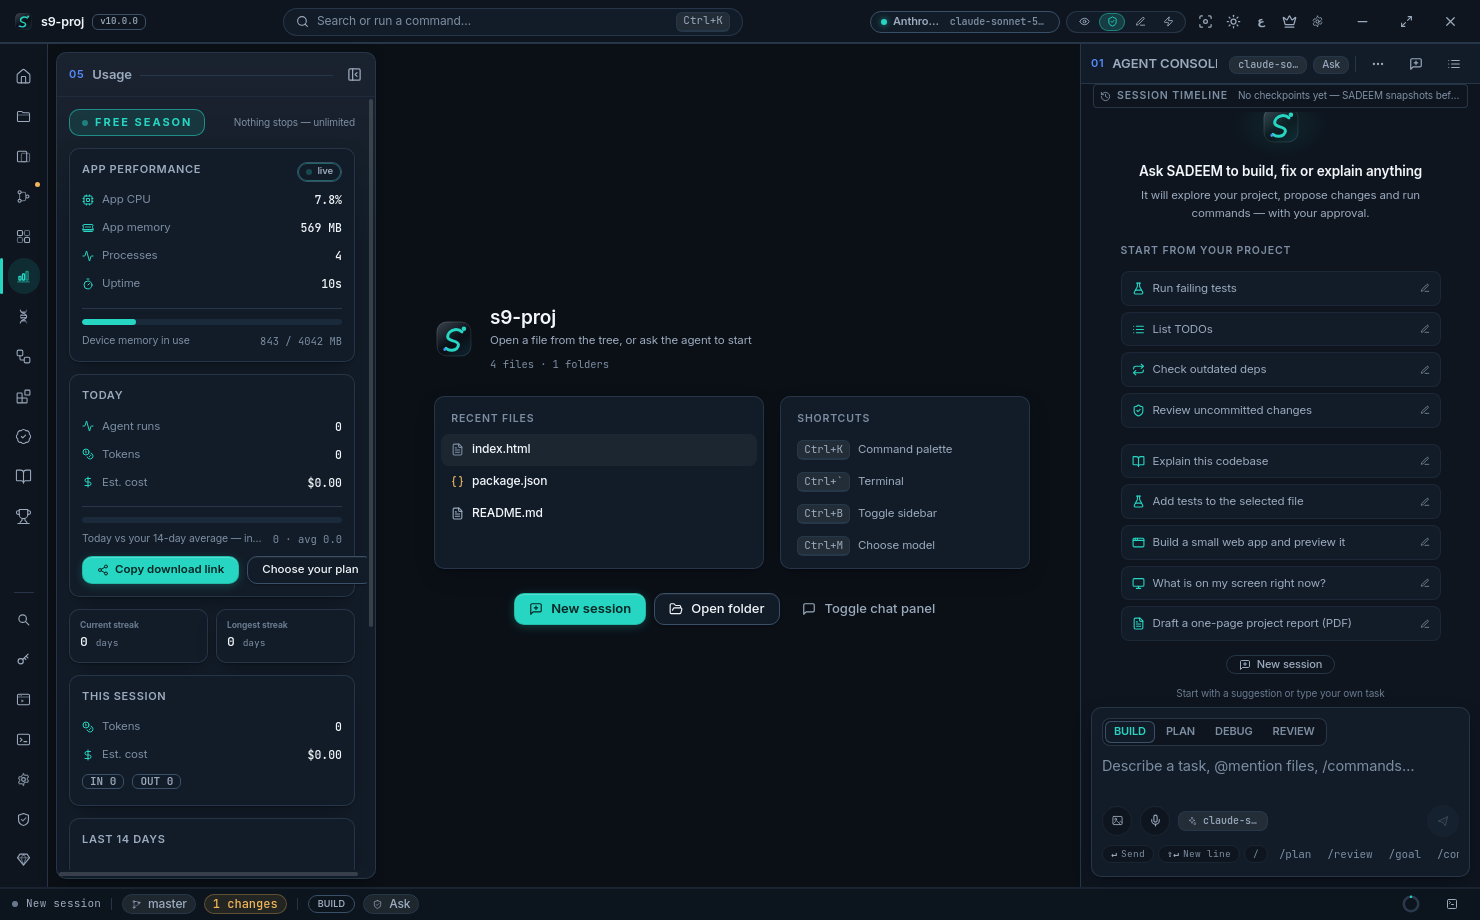 s9-proj
v10.0.0
Search or run a command...
Ctrl+K
Anthro...
claude-sonnet-5...
ع
05 Usage
FREE SEASON
Nothing stops — unlimited
APP PERFORMANCE
live
App CPU 7.8%
App memory 569 MB
Processes 4
Uptime 10s
Device memory in use 843 / 4042 MB
TODAY
Agent runs 0
Tokens 0
Est. cost $0.00
Today vs your 14-day average — in... 0 · avg 0.0
Copy download link
Choose your plan
Current streak
0 days
Longest streak
0 days
THIS SESSION
Tokens 0
Est. cost $0.00
IN 0 OUT 0
LAST 14 DAYS
s9-proj
Open a file from the tree, or ask the agent to start
4 files · 1 folders
RECENT FILES
index.html
package.json
README.md
SHORTCUTS
Ctrl+K Command palette
Ctrl+` Terminal
Ctrl+B Toggle sidebar
Ctrl+M Choose model
New session
Open folder
Toggle chat panel
01 AGENT CONSOL
claude-so...
Ask
SESSION TIMELINE No checkpoints yet — SADEEM snapshots bef...
Ask SADEEM to build, fix or explain anything
It will explore your project, propose changes and run
commands — with your approval.
START FROM YOUR PROJECT
Run failing tests
List TODOs
Check outdated deps
Review uncommitted changes
Explain this codebase
Add tests to the selected file
Build a small web app and preview it
What is on my screen right now?
Draft a one-page project report (PDF)
New session
Start with a suggestion or type your own task
BUILD PLAN DEBUG REVIEW
Describe a task, @mention files, /commands...
claude-s...
↵ Send ⇧↵ New line / /plan /review /goal /con
New session
master
1 changes
BUILD
Ask